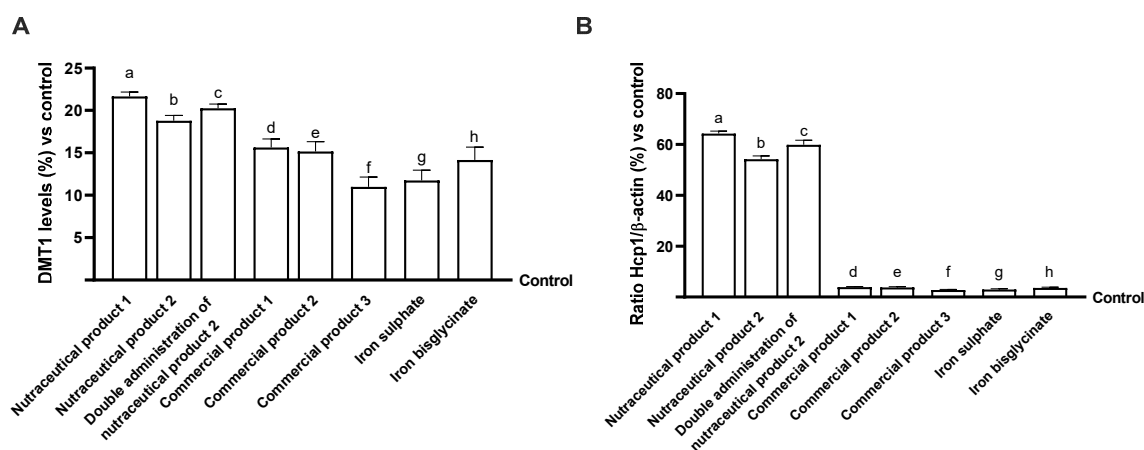 A
DMT1 levels (%) vs control
25
20
15
10
5
a
b
c
d
e
f
g
h
Control
Nutraceutical product 1
Nutraceutical product 2
Double administration of
nutraceutical product 2
Commercial product 1
Commercial product 2
Commercial product 3
Iron sulphate
Iron bisglycinate
B
Ratio Hcp1/β-actin (%) vs control
80
60
40
20
a
b
c
d
e
f
g
h
Control
Nutraceutical product 1
Nutraceutical product 2
Double administration of
nutraceutical product 2
Commercial product 1
Commercial product 2
Commercial product 3
Iron sulphate
Iron bisglycinate